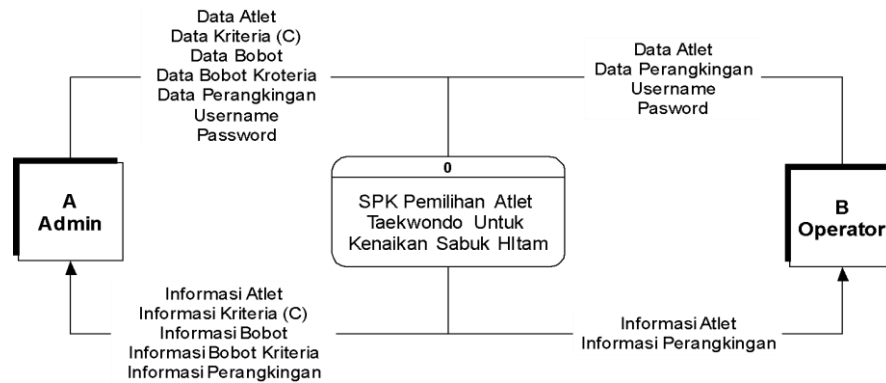 Data Atlet
Data Kriteria (C)
Data Bobot
Data Bobot Kroteria
Data Perangkingan
Username
Password
Data Atlet
Data Perangkingan
Username
Pasword
A
Admin
0
SPK Pemilihan Atlet
Taekwondo Untuk
Kenaikan Sabuk HItam
B
Operator
Informasi Atlet
Informasi Kriteria (C)
Informasi Bobot
Informasi Bobot Kriteria
Informasi Perangkingan
Informasi Atlet
Informasi Perangkingan